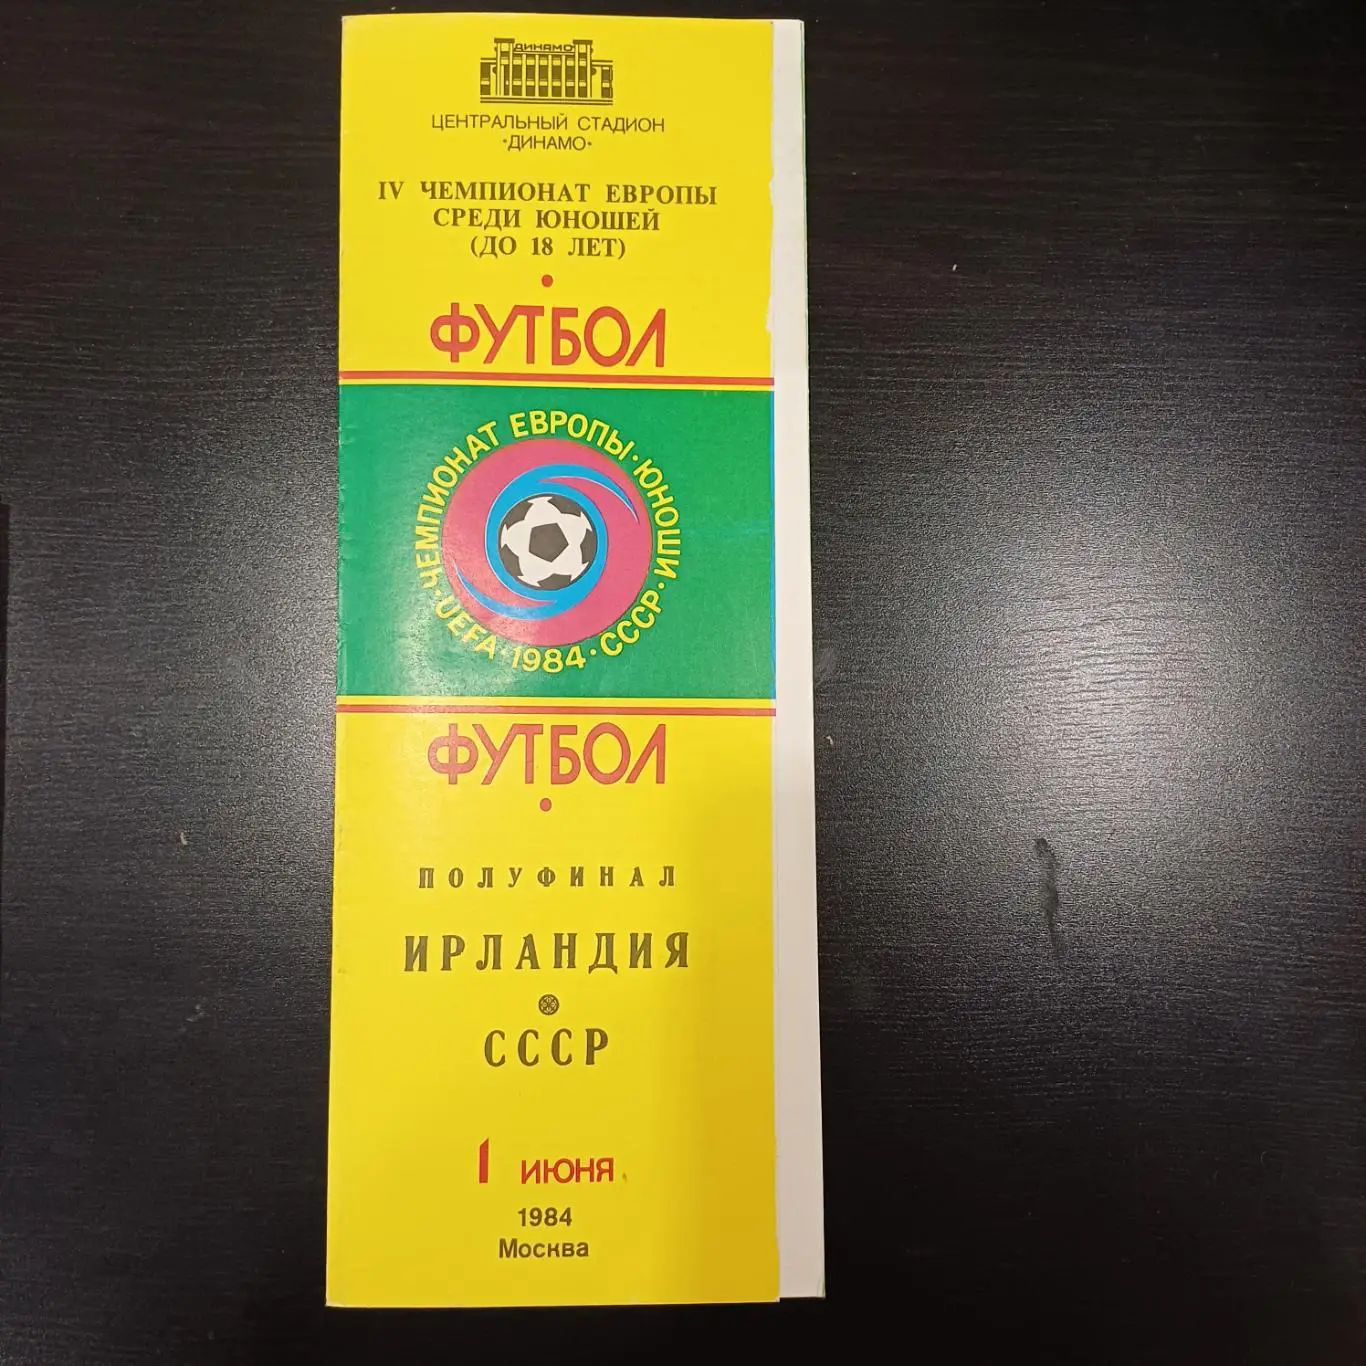 ДИНАМО
ЦЕНТРАЛЬНЫЙ СТАДИОН
«ДИНАМО»
IV ЧЕМПИОНАТ ЕВРОПЫ
СРЕДИ ЮНОШЕЙ
(ДО 18 ЛЕТ)
ФУТБОЛ
ЧЕМПИОНАТ ЕВРОПЫ · ЮНОШИ · СССР · 1984 · UEFA ·
ФУТБОЛ
ПОЛУФИНАЛ
ИРЛАНДИЯ
СССР
1 ИЮНЯ
1984
Москва